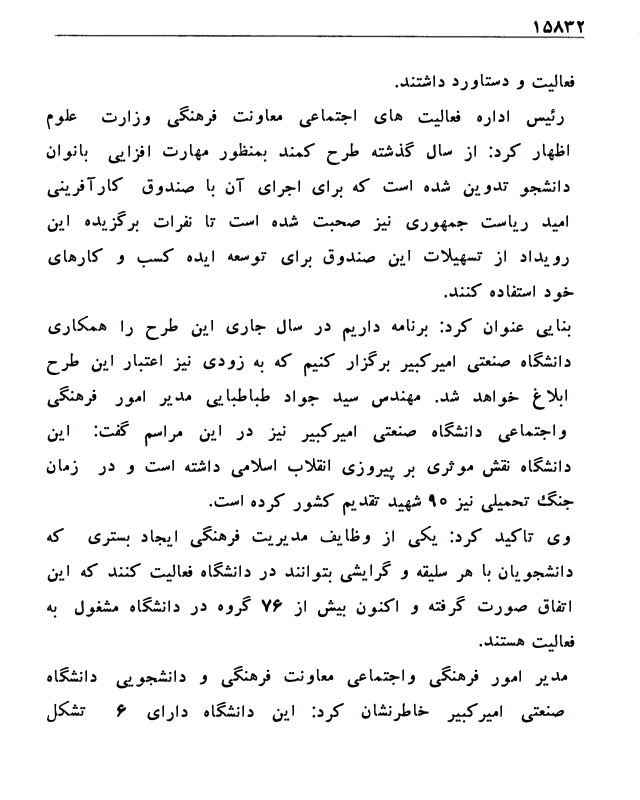 ۱۵۸۳۲
فعالیت و دستاورد داشتند.
رئیس اداره فعالیت های اجتماعی معاونت فرهنگی وزارت علوم
اظهار کرد: از سال گذشته طرح کمند بمنظور مهارت افزایی بانوان
دانشجو تدوین شده است که برای اجرای آن با صندوق کارآفرینی
امید ریاست جمهوری نیز صحبت شده است تا نفرات برگزیده این
رویداد از تسهیلات این صندوق برای توسعه ایده کسب و کارهای
خود استفاده کنند.
بنایی عنوان کرد: برنامه داریم در سال جاری این طرح را همکاری
دانشگاه صنعتی امیرکبیر برگزار کنیم که به زودی نیز اعتبار این طرح
ابلاغ خواهد شد. مهندس سید جواد طباطبایی مدیر امور فرهنگی
واجتماعی دانشگاه صنعتی امیرکبیر نیز در این مراسم گفت: این
دانشگاه نقش موثری بر پیروزی انقلاب اسلامی داشته است و در زمان
جنگ تحمیلی نیز ۹۰ شهید تقدیم کشور کرده است.
وی تاکید کرد: یکی از وظایف مدیریت فرهنگی ایجاد بستری که
دانشجویان با هر سلیقه و گرایشی بتوانند در دانشگاه فعالیت کنند که این
اتفاق صورت گرفته و اکنون بیش از ۷۶ گروه در دانشگاه مشغول به
فعالیت هستند.
مدیر امور فرهنگی واجتماعی معاونت فرهنگی و دانشجویی دانشگاه
صنعتی امیرکبیر خاطرنشان کرد: این دانشگاه دارای ۶ تشکل